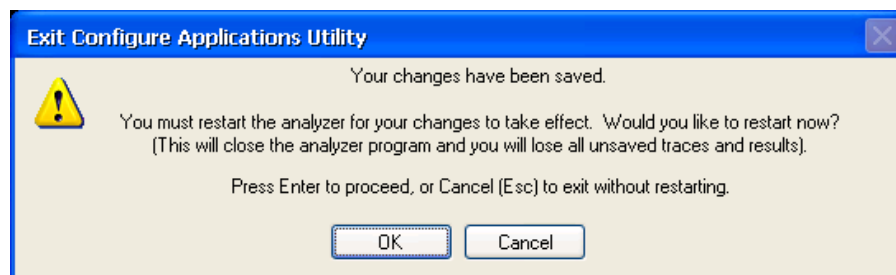 Exit Configure Applications Utility
Your changes have been saved.
You must restart the analyzer for your changes to take effect.  Would you like to restart now?
(This will close the analyzer program and you will lose all unsaved traces and results).
Press Enter to proceed, or Cancel (Esc) to exit without restarting.
OK
Cancel